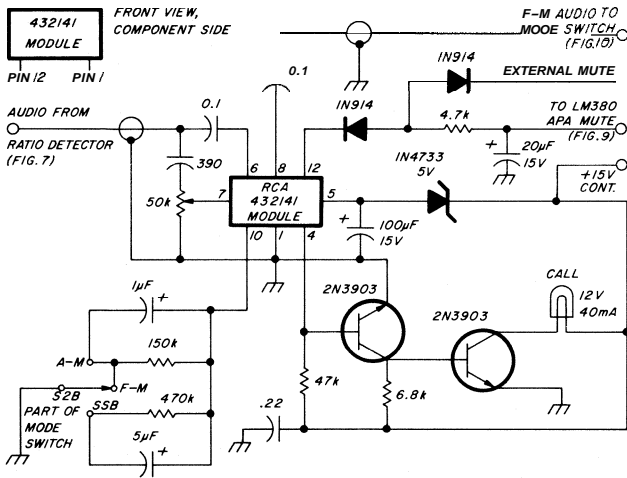 432141
MODULE
PIN 12
PIN 1
FRONT VIEW,
COMPONENT SIDE
F-M AUDIO TO
MODE SWITCH
(FIG.10)
EXTERNAL MUTE
0.1
1N914
1N914
AUDIO FROM
RATIO DETECTOR
(FIG.7)
0.1
4.7k
TO LM380
APA MUTE
(FIG.9)
390
50k
6
8
12
RCA
432141
MODULE
7
5
10
1
4
1N4733
5V
+
20µF
15V
+15V
CONT.
+
100µF
15V
2N3903
2N3903
CALL
12V
40mA
1µF
+
150k
A-M
F-M
S2B
PART OF
MODE
SWITCH
SSB
470k
5µF
+
47k
6.8k
.22